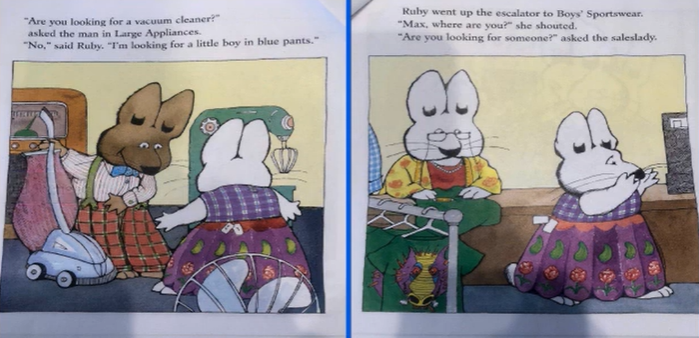 "Are you looking for a vacuum cleaner?"
asked the man in Large Appliances.
"No," said Ruby. "I'm looking for a little boy in blue pants."
Ruby went up the escalator to Boys' Sportswear.
"Max, where are you?" she shouted.
"Are you looking for someone?" asked the saleslady.